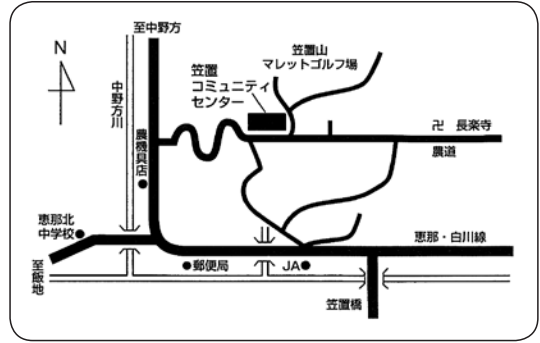 至中野方
N
笠置山
マレットゴルフ場
笠置
コミュニティ
センター
中野方川
農機具店
卍 長楽寺
農道
恵那北
中学校
恵那・白川線
至飯地
郵便局
JA
笠置橋